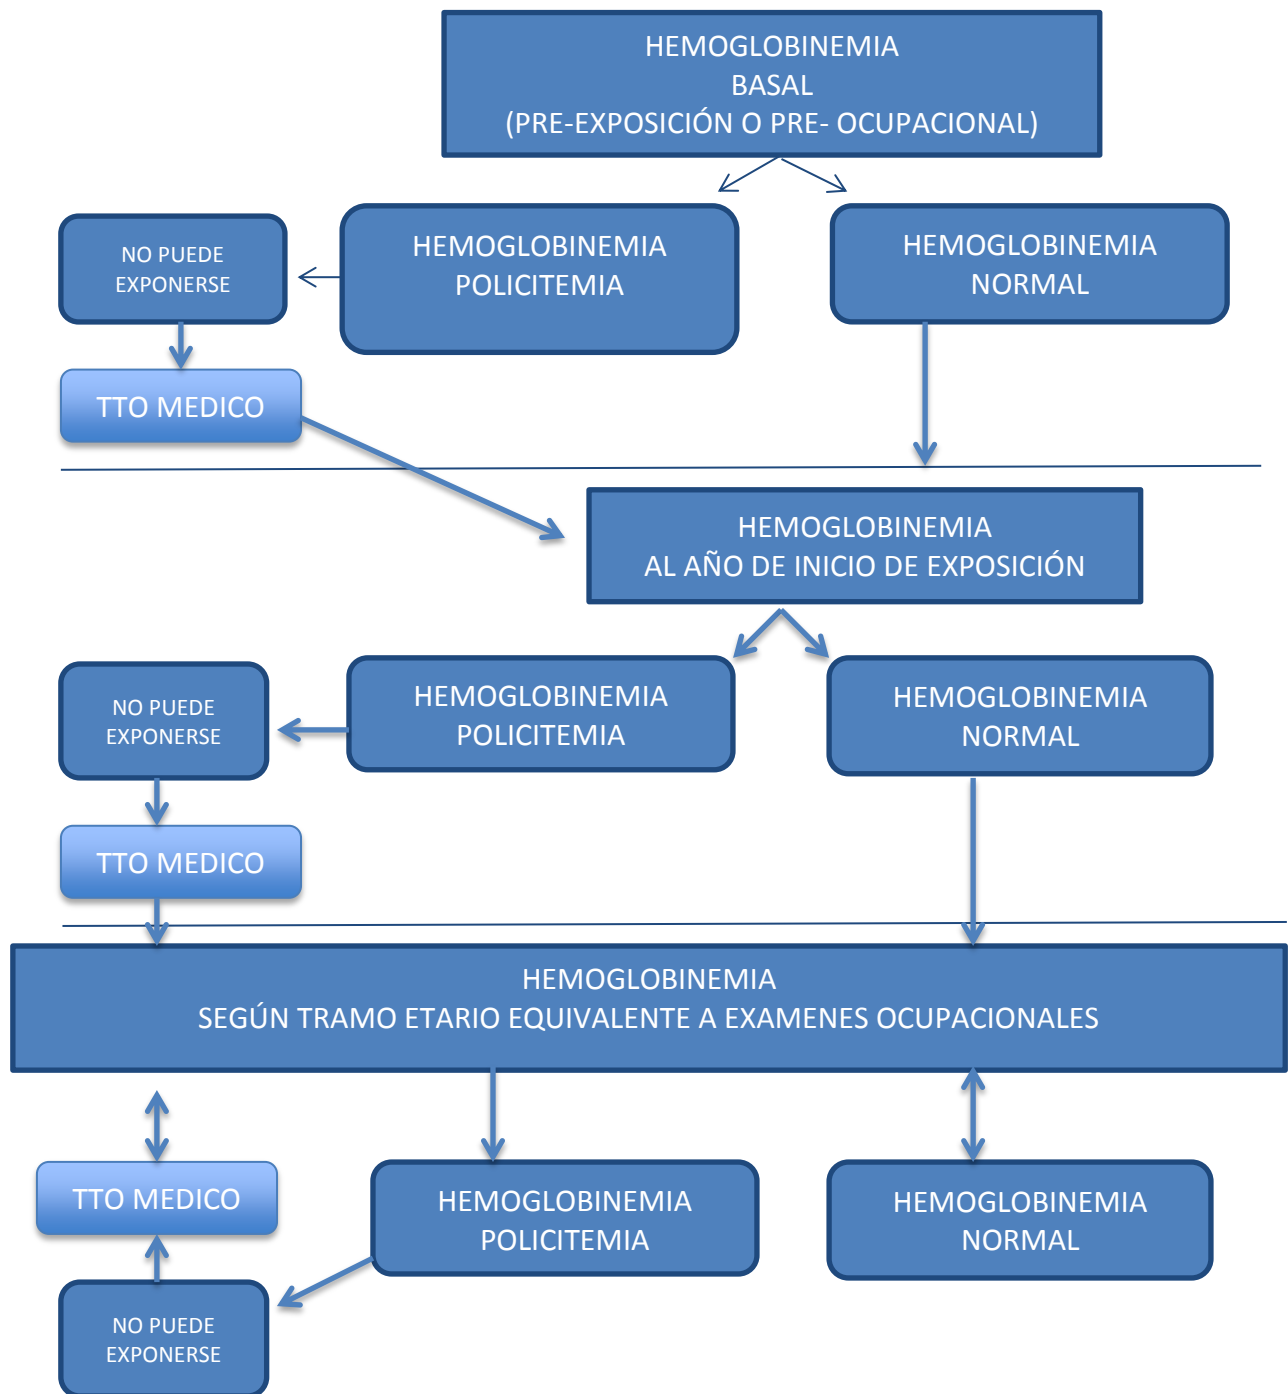 HEMOGLOBINEMIA
BASAL
(PRE-EXPOSICIÓN O PRE- OCUPACIONAL)
NO PUEDE
EXPONERSE
HEMOGLOBINEMIA
POLICITEMIA
HEMOGLOBINEMIA
NORMAL
TTO MEDICO
HEMOGLOBINEMIA
AL AÑO DE INICIO DE EXPOSICIÓN
NO PUEDE
EXPONERSE
HEMOGLOBINEMIA
POLICITEMIA
HEMOGLOBINEMIA
NORMAL
TTO MEDICO
HEMOGLOBINEMIA
SEGÚN TRAMO ETARIO EQUIVALENTE A EXAMENES OCUPACIONALES
TTO MEDICO
HEMOGLOBINEMIA
POLICITEMIA
HEMOGLOBINEMIA
NORMAL
NO PUEDE
EXPONERSE